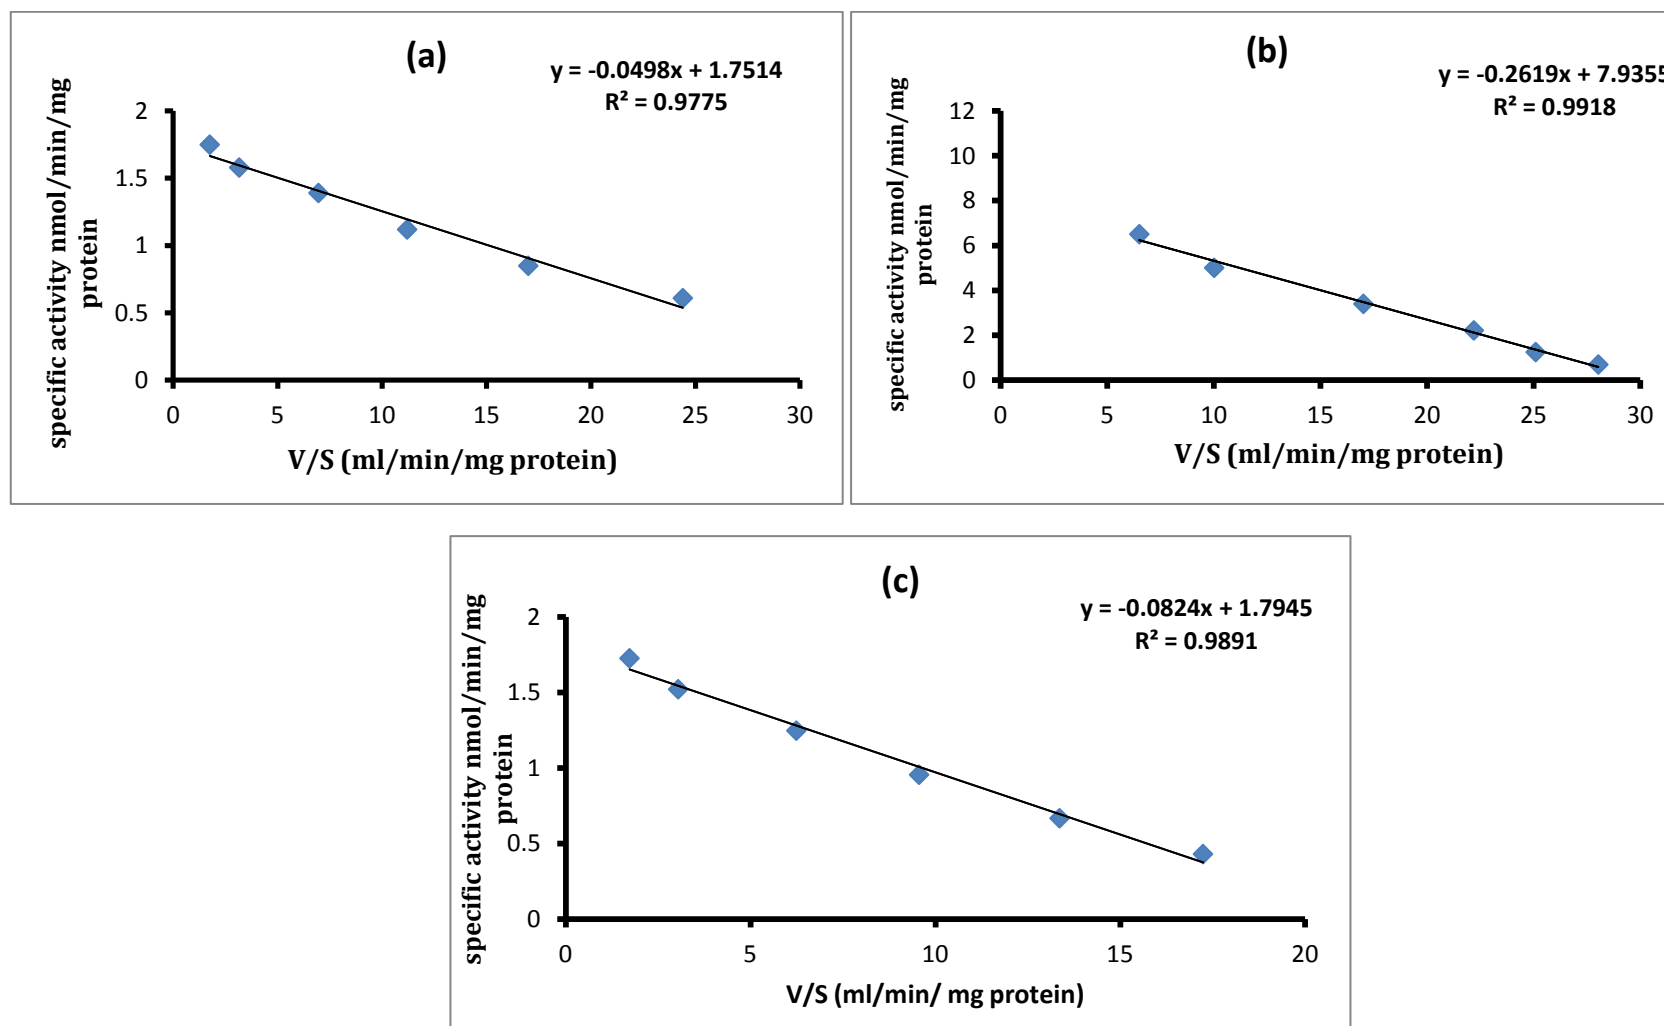 (a)
y = -0.0498x + 1.7514
R² = 0.9775
specific activity nmol/min/mg
protein
2
1.5
1
0.5
0
0 5 10 15 20 25 30
V/S (ml/min/mg protein)
(b)
y = -0.2619x + 7.9355
R² = 0.9918
specific activity nmol/min/mg
protein
12
10
8
6
4
2
0
0 5 10 15 20 25 30
V/S (ml/min/mg protein)
(c)
y = -0.0824x + 1.7945
R² = 0.9891
specific activity nmol/min/mg
protein
2
1.5
1
0.5
0
0 5 10 15 20
V/S (ml/min/ mg protein)